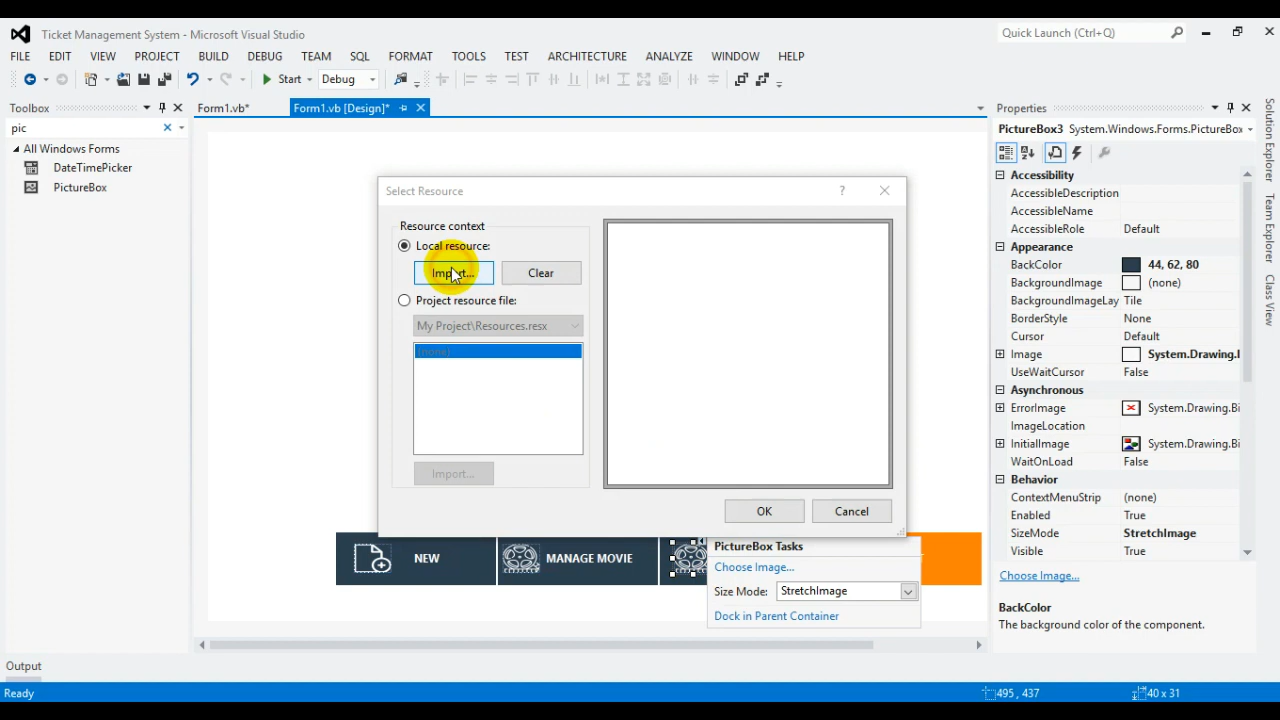 Ticket Management System - Microsoft Visual Studio
Quick Launch (Ctrl+Q)
FILE EDIT VIEW PROJECT BUILD DEBUG TEAM SQL FORMAT TOOLS TEST ARCHITECTURE ANALYZE WINDOW HELP
Start Debug
Toolbox
pic
All Windows Forms
DateTimePicker
PictureBox
Form1.vb*
Form1.vb [Design]*
Select Resource
?
Resource context
Local resource:
Import...
Clear
Project resource file:
My Project\Resources.resx
(none)
Import...
OK
Cancel
NEW
MANAGE MOVIE
PictureBox Tasks
Choose Image...
Size Mode: StretchImage
Dock in Parent Container
Properties
PictureBox3 System.Windows.Forms.PictureBox
Accessibility
AccessibleDescription
AccessibleName
AccessibleRole Default
Appearance
BackColor 44, 62, 80
BackgroundImage (none)
BackgroundImageLay Tile
BorderStyle None
Cursor Default
Image System.Drawing.I
UseWaitCursor False
Asynchronous
ErrorImage System.Drawing.Bi
ImageLocation
InitialImage System.Drawing.Bi
WaitOnLoad False
Behavior
ContextMenuStrip (none)
Enabled True
SizeMode StretchImage
Visible True
Choose Image...
BackColor
The background color of the component.
Solution Explorer
Team Explorer
Class View
Output
Ready
495 , 437
40 x 31